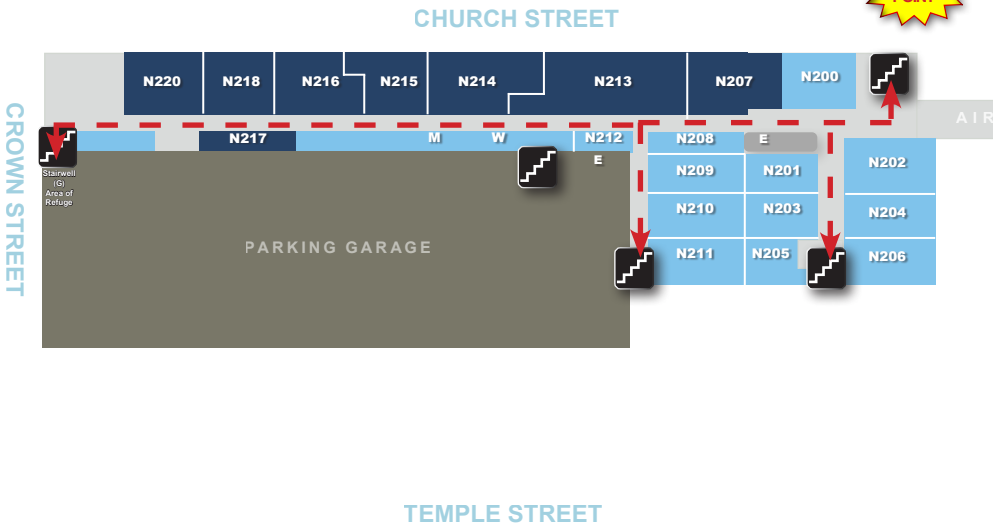 POINT
CHURCH STREET
N220 N218 N216 N215 N214 N213 N207 N200
CROWN STREET
AIR
N217 M W N212 N208 E
E
N202
Stairwell
(G)
Area of
Refuge
N209 N201
N210 N203 N204
PARKING GARAGE
N211 N205 N206
TEMPLE STREET